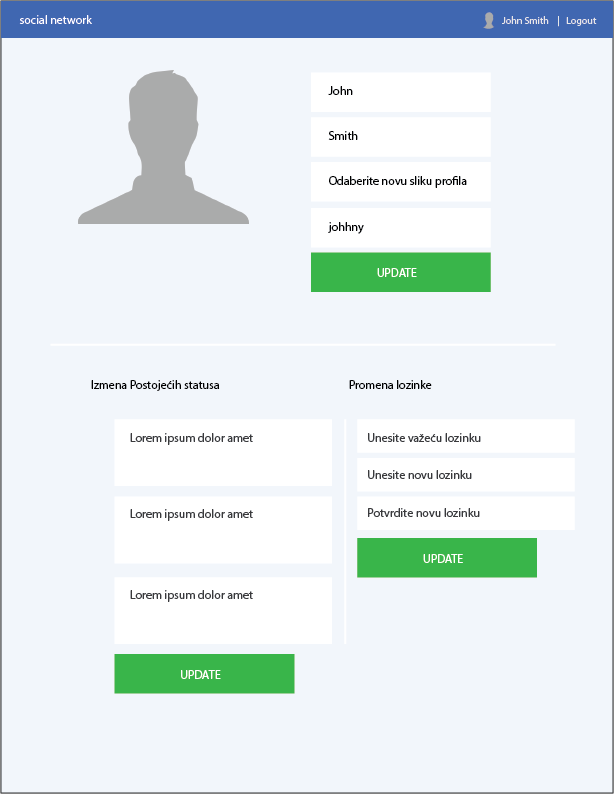 social network
John Smith | Logout
John
Smith
Odaberite novu sliku profila
johhny
UPDATE
Izmena Postojećih statusa
Lorem ipsum dolor amet
Lorem ipsum dolor amet
Lorem ipsum dolor amet
UPDATE
Promena lozinke
Unesite važeću lozinku
Unesite novu lozinku
Potvrdite novu lozinku
UPDATE